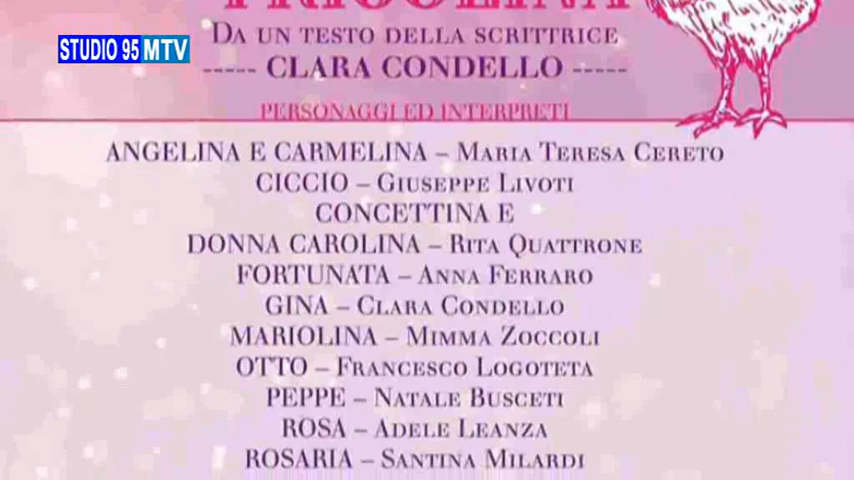 STUDIO 95 MTV
DA UN TESTO DELLA SCRITTRICE
----- CLARA CONDELLO -----
PERSONAGGI ED INTERPRETI
ANGELINA E CARMELINA – MARIA TERESA CERETO
CICCIO – GIUSEPPE LIVOTI
CONCETTINA E
DONNA CAROLINA – RITA QUATTRONE
FORTUNATA – ANNA FERRARO
GINA – CLARA CONDELLO
MARIOLINA – MIMMA ZOCCOLI
OTTO – FRANCESCO LOGOTETA
PEPPE – NATALE BUSCETI
ROSA – ADELE LEANZA
ROSARIA – SANTINA MILARDI